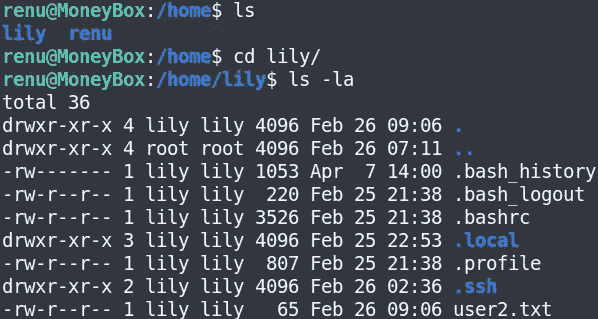 renu@MoneyBox:/home$ ls
lily  renu
renu@MoneyBox:/home$ cd lily/
renu@MoneyBox:/home/lily$ ls -la
total 36
drwxr-xr-x 4 lily lily 4096 Feb 26 09:06 .
drwxr-xr-x 4 root root 4096 Feb 26 07:11 ..
-rw------- 1 lily lily 1053 Apr  7 14:00 .bash_history
-rw-r--r-- 1 lily lily  220 Feb 25 21:38 .bash_logout
-rw-r--r-- 1 lily lily 3526 Feb 25 21:38 .bashrc
drwxr-xr-x 3 lily lily 4096 Feb 25 22:53 .local
-rw-r--r-- 1 lily lily  807 Feb 25 21:38 .profile
drwxr-xr-x 2 lily lily 4096 Feb 26 02:36 .ssh
-rw-r--r-- 1 lily lily   65 Feb 26 09:06 user2.txt